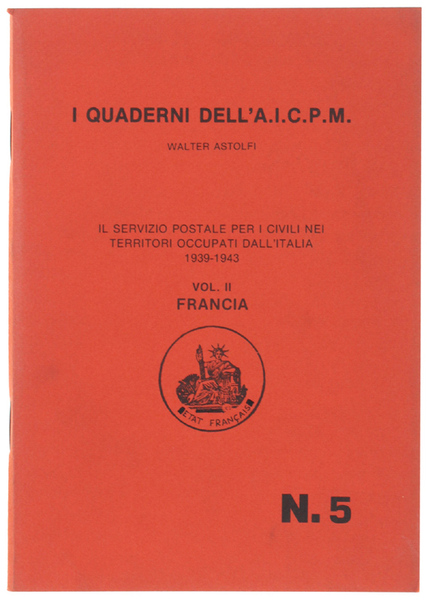 I QUADERNI DELL'A.I.C.P.M.
WALTER ASTOLFI
IL SERVIZIO POSTALE PER I CIVILI NEI
TERRITORI OCCUPATI DALL'ITALIA
1939-1943
VOL. II
FRANCIA
ETAT FRANÇAIS
N. 5